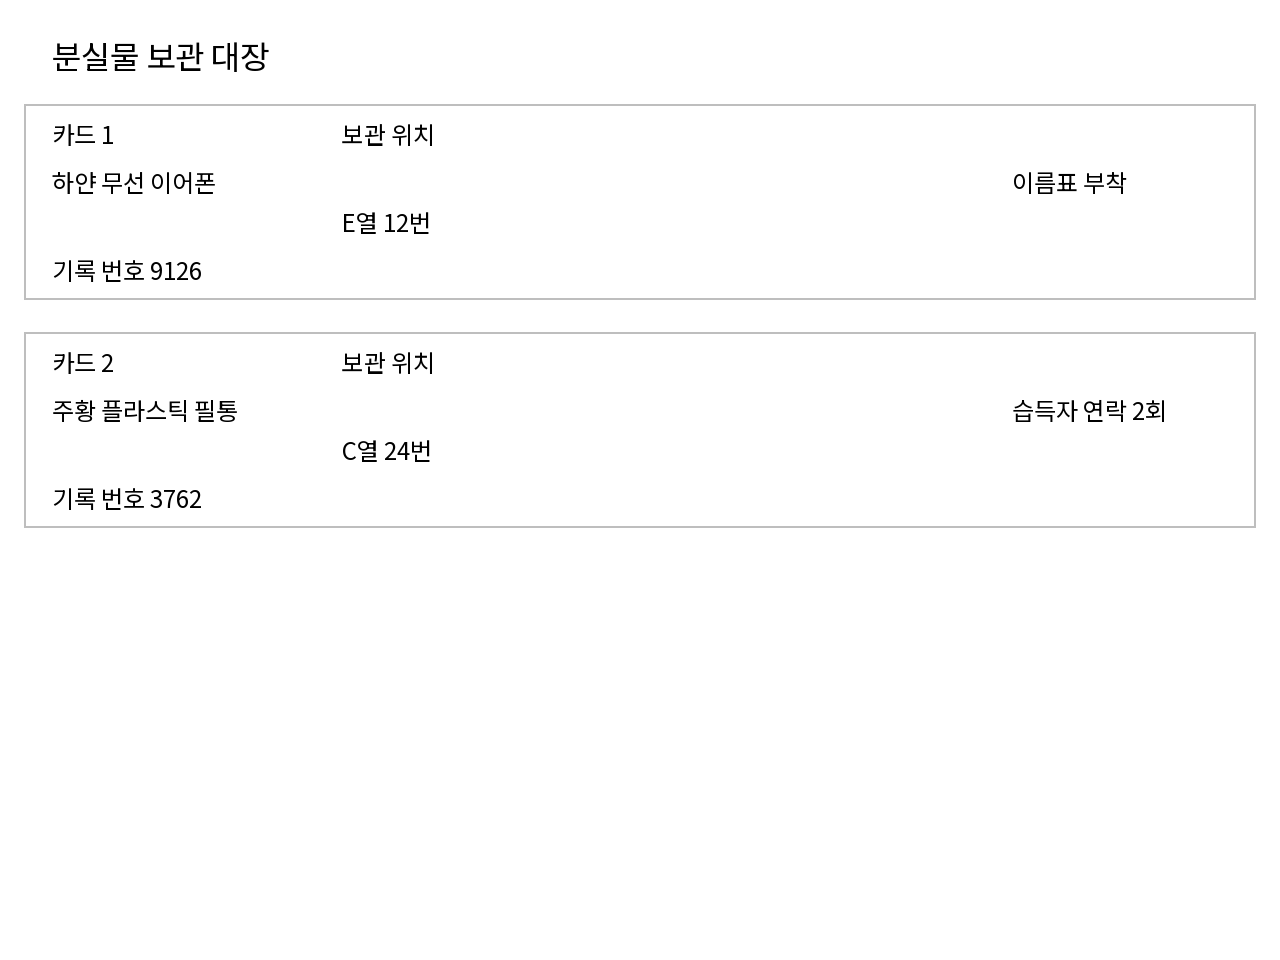 분실물 보관 대장
카드 1
보관 위치
하얀 무선 이어폰
이름표 부착
E열 12번
기록 번호 9126
카드 2
보관 위치
주황 플라스틱 필통
습득자 연락 2회
C열 24번
기록 번호 3762